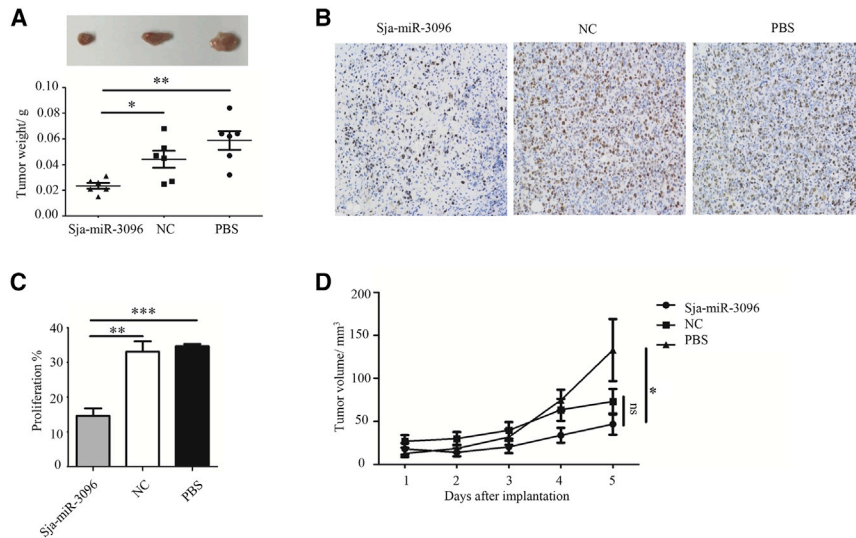 A
**
*
Tumor weight/ g
0.10
0.08
0.06
0.04
0.02
0.00
Sja-miR-3096 NC PBS
B
Sja-miR-3096 NC PBS
C
***
**
Proliferation %
40
30
20
10
0
Sja-miR-3096
NC
PBS
D
Tumor volume/ mm³
200
150
100
50
0
1 2 3 4 5
Days after implantation
Sja-miR-3096
NC
PBS
ns
*